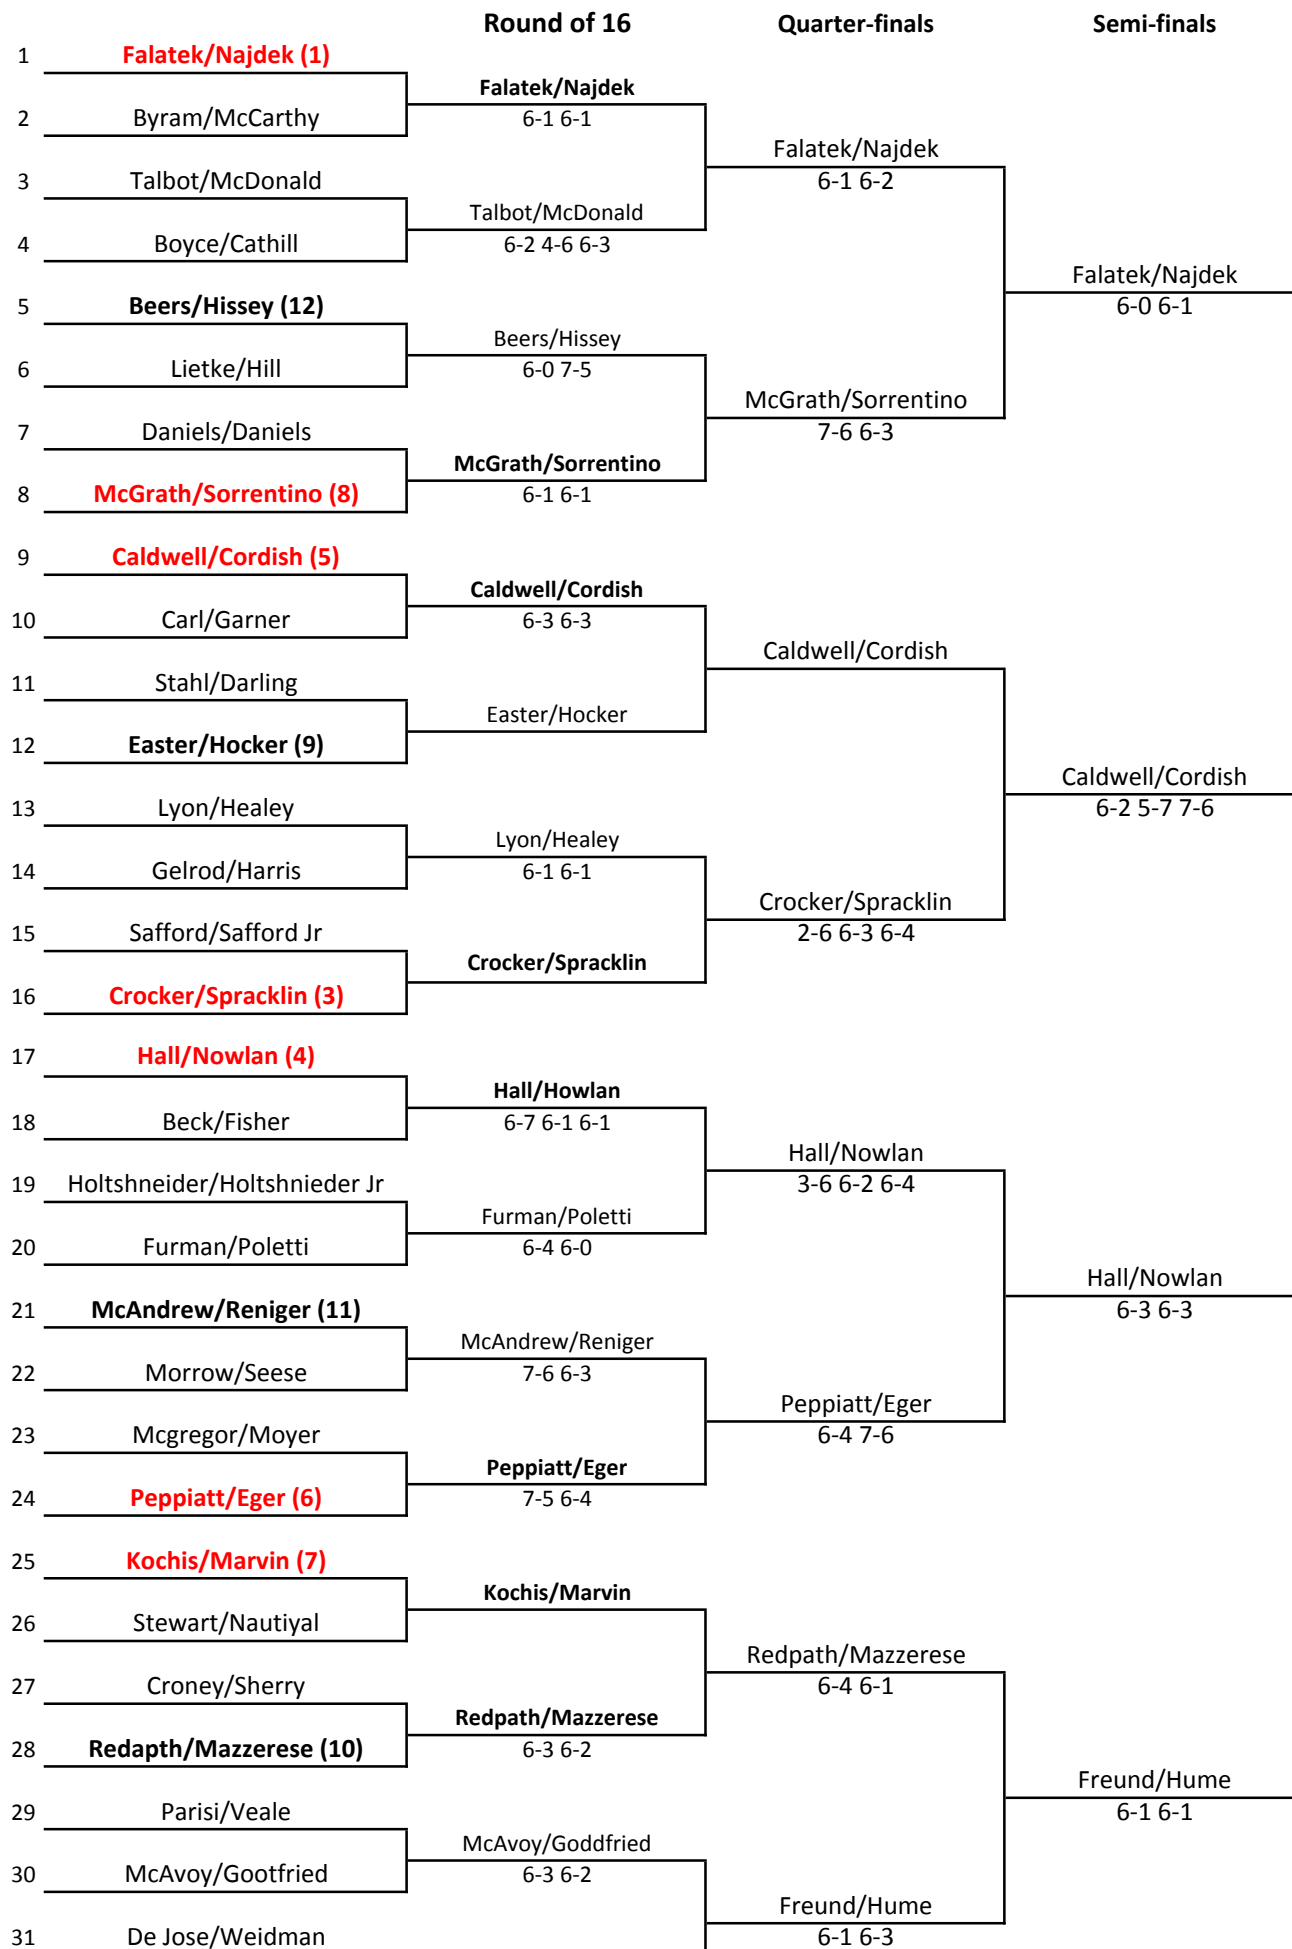 Round of 16 Quarter-finals Semi-finals
1 Falatek/Najdek (1)
Falatek/Najdek
2 Byram/McCarthy 6-1 6-1
Falatek/Najdek
3 Talbot/McDonald 6-1 6-2
Talbot/McDonald
4 Boyce/Cathill 6-2 4-6 6-3
Falatek/Najdek
5 Beers/Hissey (12) 6-0 6-1
Beers/Hissey
6 Lietke/Hill 6-0 7-5
McGrath/Sorrentino
7 Daniels/Daniels 7-6 6-3
McGrath/Sorrentino
8 McGrath/Sorrentino (8) 6-1 6-1
9 Caldwell/Cordish (5)
Caldwell/Cordish
10 Carl/Garner 6-3 6-3
Caldwell/Cordish
11 Stahl/Darling
Easter/Hocker
12 Easter/Hocker (9)
Caldwell/Cordish
13 Lyon/Healey 6-2 5-7 7-6
Lyon/Healey
14 Gelrod/Harris 6-1 6-1
Crocker/Spracklin
15 Safford/Safford Jr 2-6 6-3 6-4
Crocker/Spracklin
16 Crocker/Spracklin (3)
17 Hall/Nowlan (4)
Hall/Howlan
18 Beck/Fisher 6-7 6-1 6-1
Hall/Nowlan
19 Holtshneider/Holtshnieder Jr 3-6 6-2 6-4
Furman/Poletti
20 Furman/Poletti 6-4 6-0
Hall/Nowlan
21 McAndrew/Reniger (11) 6-3 6-3
McAndrew/Reniger
22 Morrow/Seese 7-6 6-3
Peppiatt/Eger
23 Mcgregor/Moyer 6-4 7-6
Peppiatt/Eger
24 Peppiatt/Eger (6) 7-5 6-4
25 Kochis/Marvin (7)
Kochis/Marvin
26 Stewart/Nautiyal
Redpath/Mazzerese
27 Croney/Sherry 6-4 6-1
Redpath/Mazzerese
28 Redapth/Mazzerese (10) 6-3 6-2
Freund/Hume
29 Parisi/Veale 6-1 6-1
McAvoy/Goddfried
30 McAvoy/Gootfried 6-3 6-2
Freund/Hume
31 De Jose/Weidman 6-1 6-3